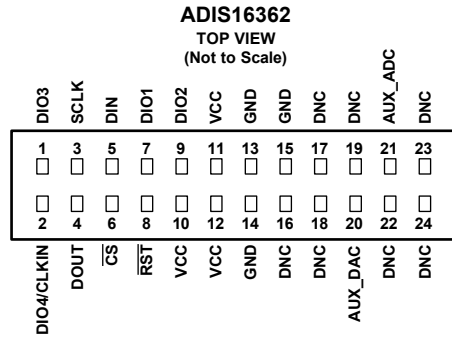 ADIS16362
TOP VIEW
(Not to Scale)
DIO3 SCLK DIN DIO1 DIO2 VCC GND GND DNC DNC AUX_ADC DNC
1 3 5 7 9 11 13 15 17 19 21 23
2 4 6 8 10 12 14 16 18 20 22 24
DIO4/CLKIN DOUT CS RST VCC VCC GND DNC DNC AUX_DAC DNC DNC